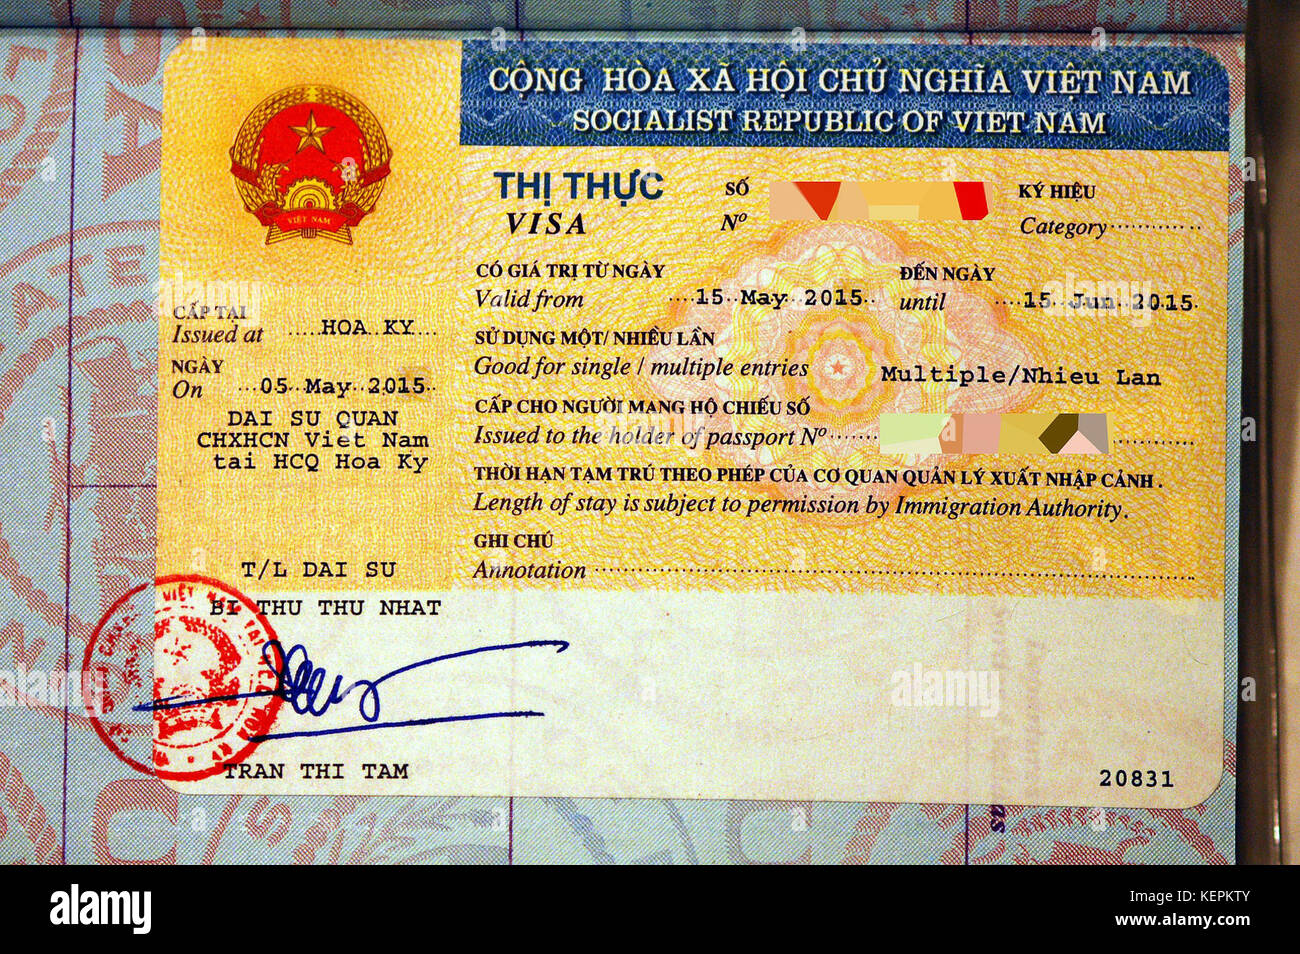 CỘNG HÒA XÃ HỘI CHỦ NGHĨA VIỆT NAM
SOCIALIST REPUBLIC OF VIET NAM
VIỆT NAM
THỊ THỰC SỐ KÝ HIỆU
VISA Nº Category
CÓ GIÁ TRỊ TỪ NGÀY ĐẾN NGÀY
Valid from 15 May 2015 until 15 Jun 2015
CẤP TẠI
Issued at HOA KY
SỬ DỤNG MỘT/ NHIỀU LẦN
Good for single / multiple entries Multiple/Nhieu Lan
NGÀY
On 05 May 2015
DAI SU QUAN
CHXHCN Viet Nam
tai HCQ Hoa Ky
CẤP CHO NGƯỜI MANG HỘ CHIẾU SỐ
Issued to the holder of passport Nº
THỜI HẠN TẠM TRÚ THEO PHÉP CỦA CƠ QUAN QUẢN LÝ XUẤT NHẬP CẢNH.
Length of stay is subject to permission by Immigration Authority.
GHI CHÚ
Annotation
T/L DAI SU
BI THU THU NHAT
TRAN THI TAM
20831
alamy
Image ID: KEPKTY
www.alamy.com